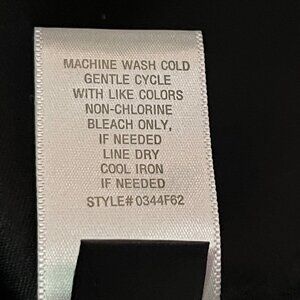 MACHINE WASH COLD
GENTLE CYCLE
WITH LIKE COLORS
NON-CHLORINE
BLEACH ONLY,
IF NEEDED
LINE DRY
COOL IRON
IF NEEDED
STYLE#0344F62